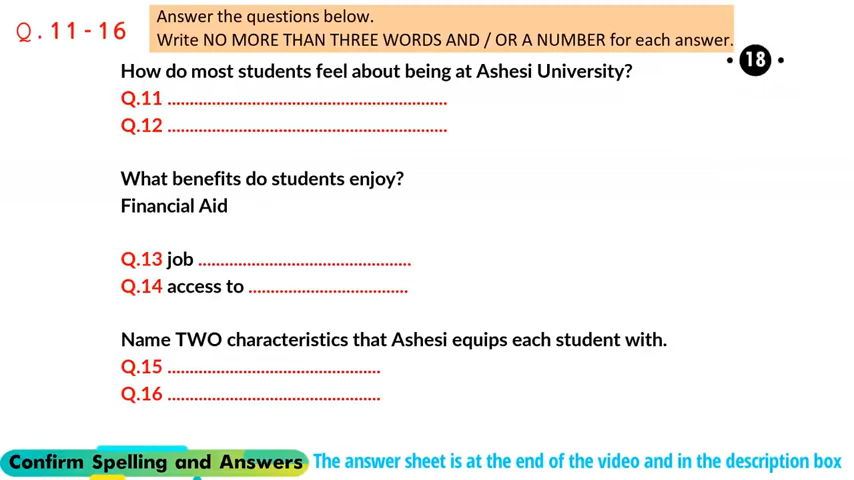 Q. 11-16
Answer the questions below.
Write NO MORE THAN THREE WORDS AND / OR A NUMBER for each answer.
18
How do most students feel about being at Ashesi University?
Q.11 ..............................................................
Q.12 ..............................................................
What benefits do students enjoy?
Financial Aid
Q.13 job ...............................................
Q.14 access to ...................................
Name TWO characteristics that Ashesi equips each student with.
Q.15 ...............................................
Q.16 ...............................................
Confirm Spelling and Answers The answer sheet is at the end of the video and in the description box